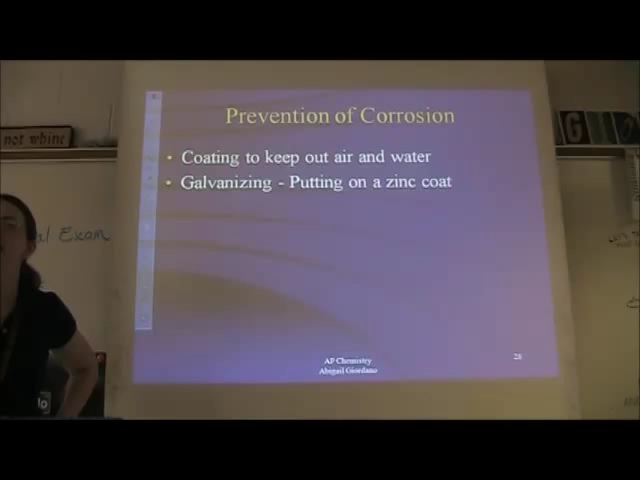 Prevention of Corrosion
not whine
• Coating to keep out air and water
• Galvanizing - Putting on a zinc coat
Exam
AP Chemistry
Abigail Giordano
28